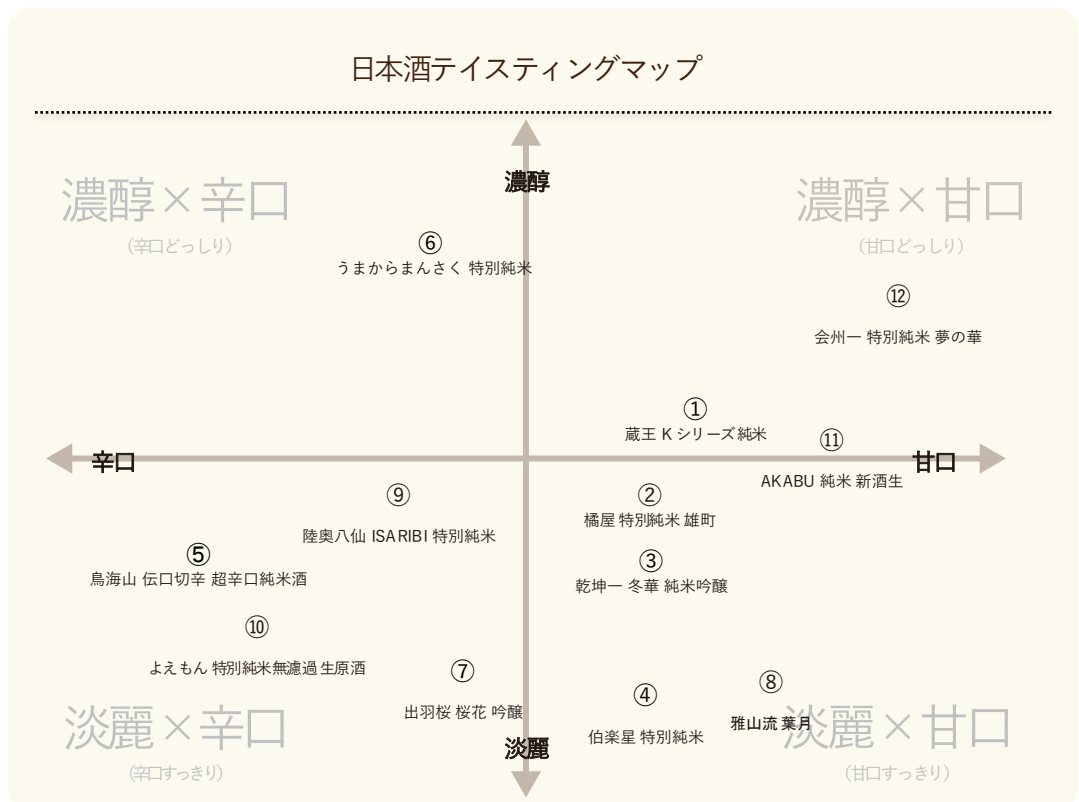 日本酒テイスティングマップ
濃醇
濃醇×辛口
(辛口どっしり)
濃醇×甘口
(甘口どっしり)
⑥
うまからまんさく 特別純米
⑫
会州一 特別純米 夢の華
①
蔵王 K シリーズ 純米
⑪
辛口
甘口
AKABU 純米 新酒生
⑨
陸奥八仙 ISARIBI 特別純米
②
橘屋 特別純米 雄町
⑤
鳥海山 伝口切辛 超辛口純米酒
③
乾坤一 冬華 純米吟醸
⑩
よえもん 特別純米無濾過生原酒
⑦
出羽桜 桜花 吟醸
④
伯楽星 特別純米
⑧
雅山流 葉月
淡麗×辛口
(辛口すっきり)
淡麗
淡麗×甘口
(甘口すっきり)